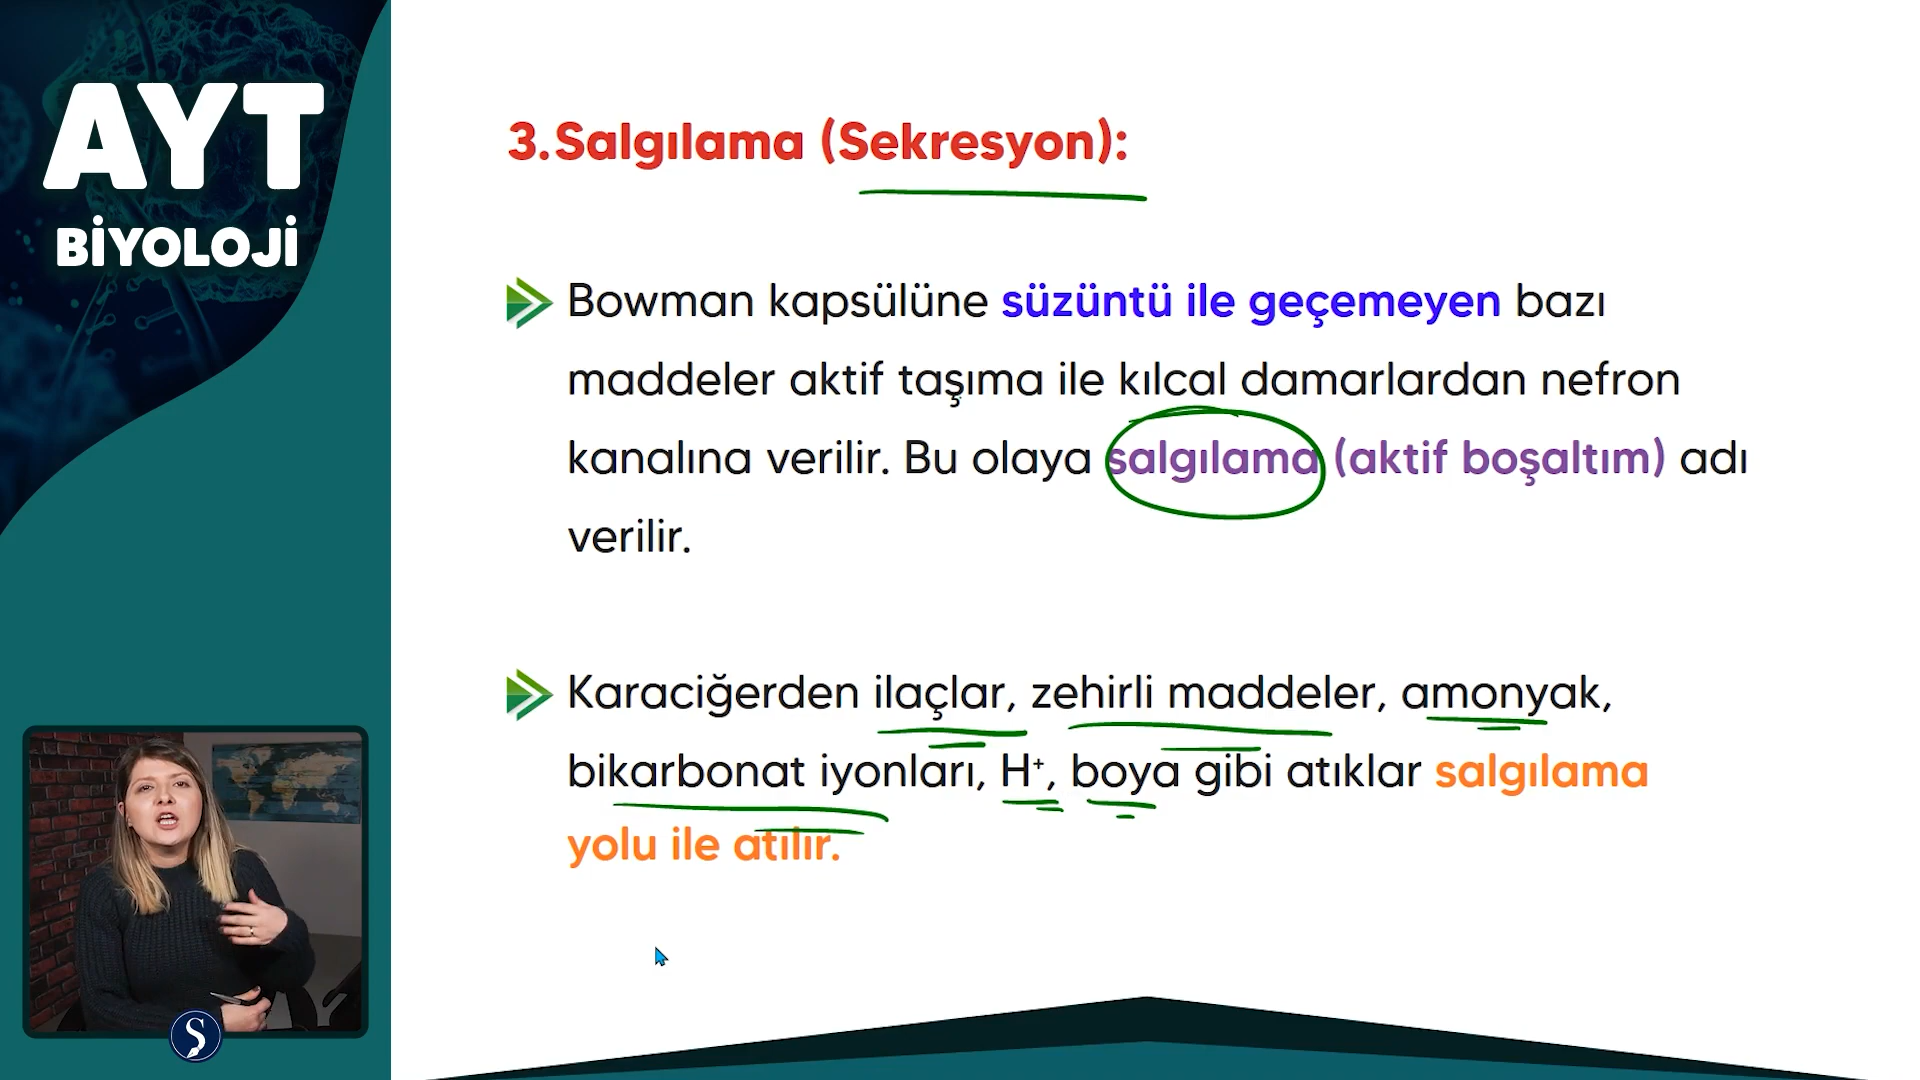 AYT
BİYOLOJİ
3.Salgılama (Sekresyon):
Bowman kapsülüne süzüntü ile geçemeyen bazı
maddeler aktif taşıma ile kılcal damarlardan nefron
kanalına verilir. Bu olaya salgılama (aktif boşaltım) adı
verilir.
Karaciğerden ilaçlar, zehirli maddeler, amonyak,
bikarbonat iyonları, H⁺, boya gibi atıklar salgılama
yolu ile atılır.
AY
S